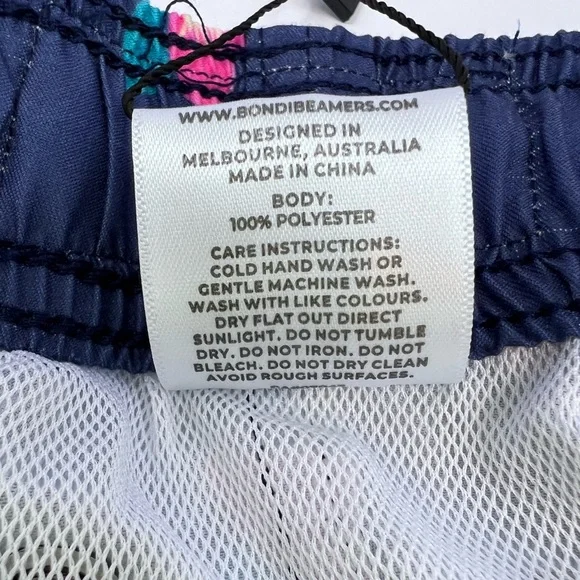 WWW.BONDIBEAMERS.COM
DESIGNED IN
MELBOURNE, AUSTRALIA
MADE IN CHINA
BODY:
100% POLYESTER
CARE INSTRUCTIONS:
COLD HAND WASH OR
GENTLE MACHINE WASH.
WASH WITH LIKE COLOURS.
DRY FLAT OUT DIRECT
SUNLIGHT. DO NOT TUMBLE
DRY. DO NOT IRON. DO NOT
BLEACH. DO NOT DRY CLEAN
AVOID ROUGH SURFACES.